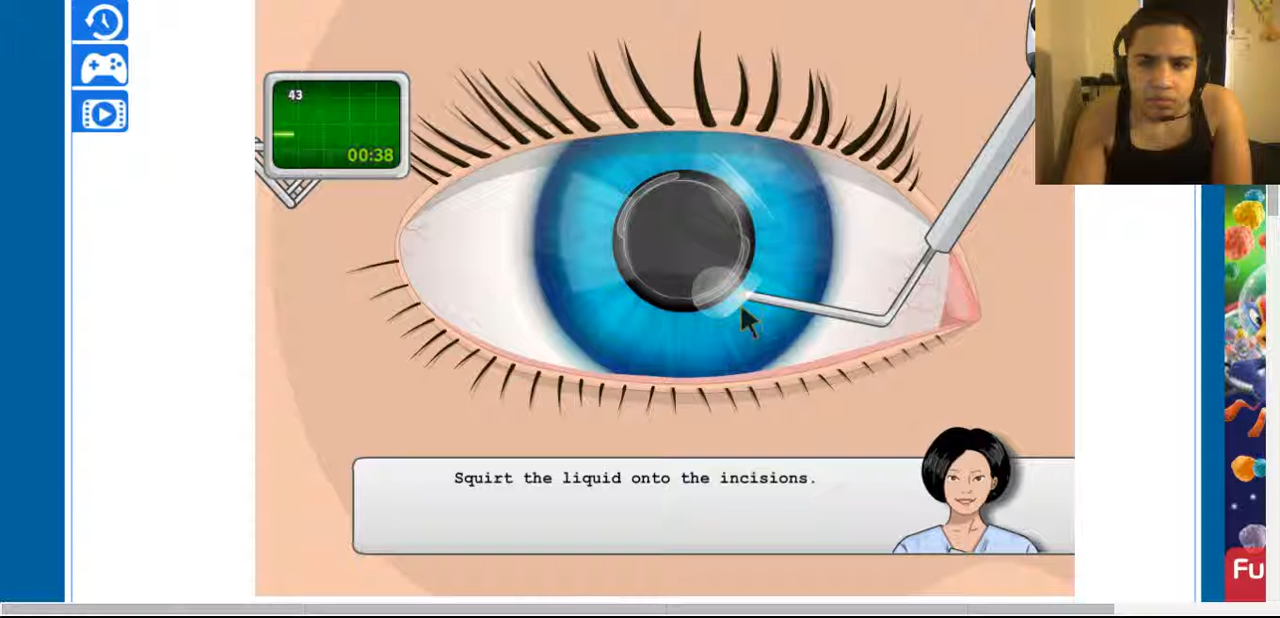 43
00:38
Squirt the liquid onto the incisions.
Fu